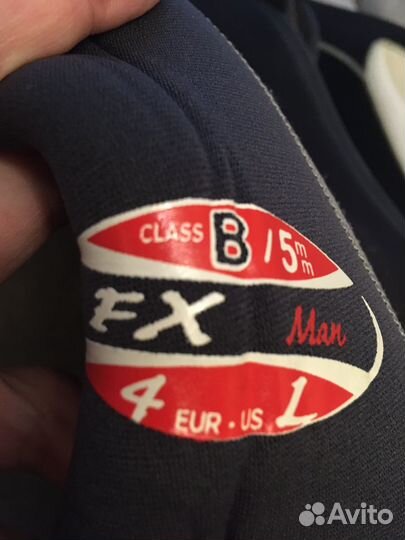 CLASS B / 5mm
FX
Man
4 EUR · US L
Avito